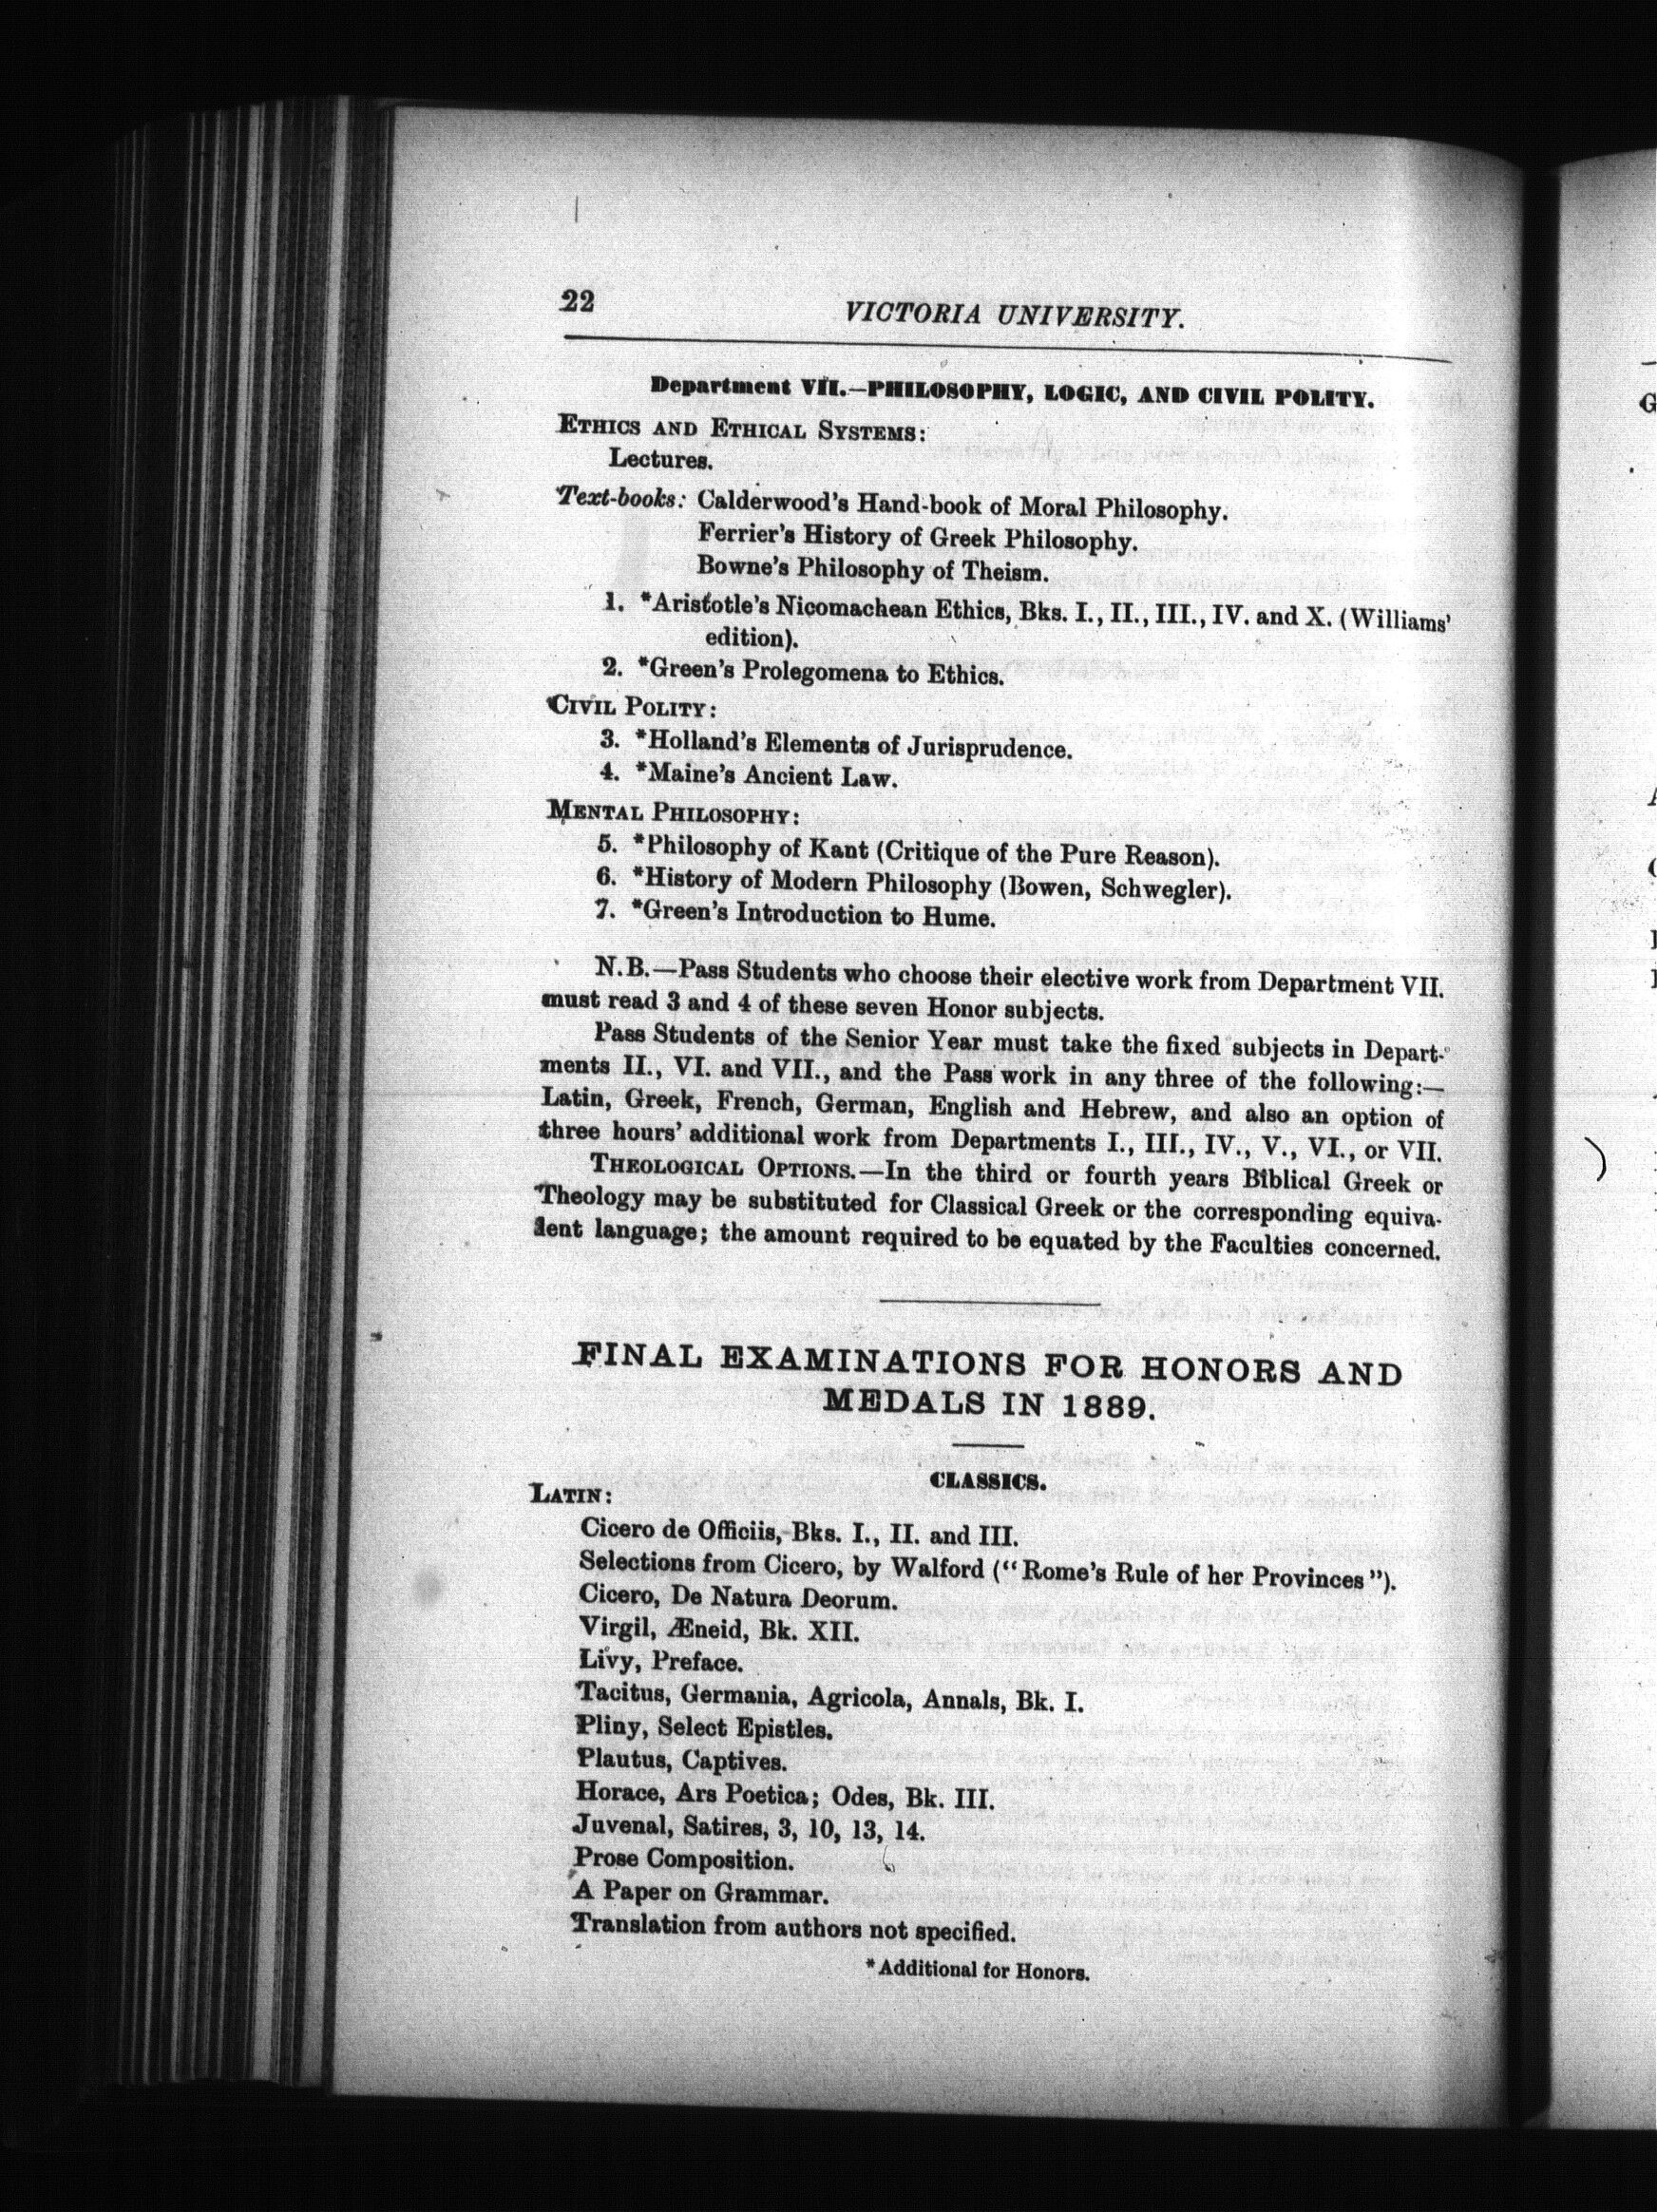 22
VICTORIA UNIVERSITY.
Department VII.—PHILOSOPHY, LOGIC, AND CIVIL POLITY.
ETHICS AND ETHICAL SYSTEMS:
Lectures.
Text-books: Calderwood's Hand-book of Moral Philosophy.
Ferrier's History of Greek Philosophy.
Bowne's Philosophy of Theism.
1. *Aristotle's Nicomachean Ethics, Bks. I., II., III., IV. and X. (Williams'
edition).
2. *Green's Prolegomena to Ethics.
CIVIL POLITY:
3. *Holland's Elements of Jurisprudence.
4. *Maine's Ancient Law.
MENTAL PHILOSOPHY:
5. *Philosophy of Kant (Critique of the Pure Reason).
6. *History of Modern Philosophy (Bowen, Schwegler).
7. *Green's Introduction to Hume.
N.B.—Pass Students who choose their elective work from Department VII.
must read 3 and 4 of these seven Honor subjects.
Pass Students of the Senior Year must take the fixed subjects in Depart-
ments II., VI. and VII., and the Pass work in any three of the following:—
Latin, Greek, French, German, English and Hebrew, and also an option of
three hours' additional work from Departments I., III., IV., V., VI., or VII.
THEOLOGICAL OPTIONS.—In the third or fourth years Biblical Greek or
Theology may be substituted for Classical Greek or the corresponding equiva-
lent language; the amount required to be equated by the Faculties concerned.
FINAL EXAMINATIONS FOR HONORS AND
MEDALS IN 1889.
CLASSICS.
LATIN:
Cicero de Officiis, Bks. I., II. and III.
Selections from Cicero, by Walford ("Rome's Rule of her Provinces").
Cicero, De Natura Deorum.
Virgil, Æneid, Bk. XII.
Livy, Preface.
Tacitus, Germania, Agricola, Annals, Bk. I.
Pliny, Select Epistles.
Plautus, Captives.
Horace, Ars Poetica; Odes, Bk. III.
Juvenal, Satires, 3, 10, 13, 14.
Prose Composition.
A Paper on Grammar.
Translation from authors not specified.
*Additional for Honors.